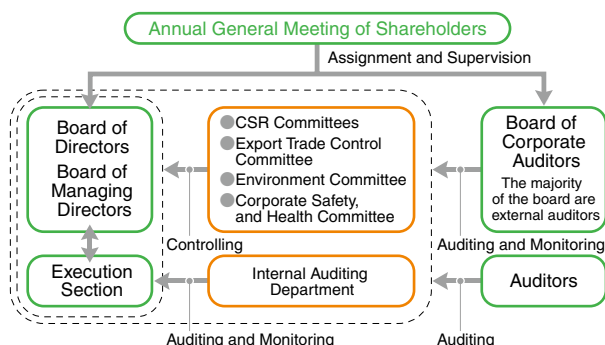 Annual General Meeting of Shareholders
Assignment and Supervision
Board of
Directors
Board of
Managing
Directors
CSR Committees
Export Trade Control
Committee
Environment Committee
Corporate Safety,
and Health Committee
Board of
Corporate
Auditors
The majority
of the board are
external auditors
Controlling
Auditing and Monitoring
Execution
Section
Internal Auditing
Department
Auditors
Auditing and Monitoring
Auditing